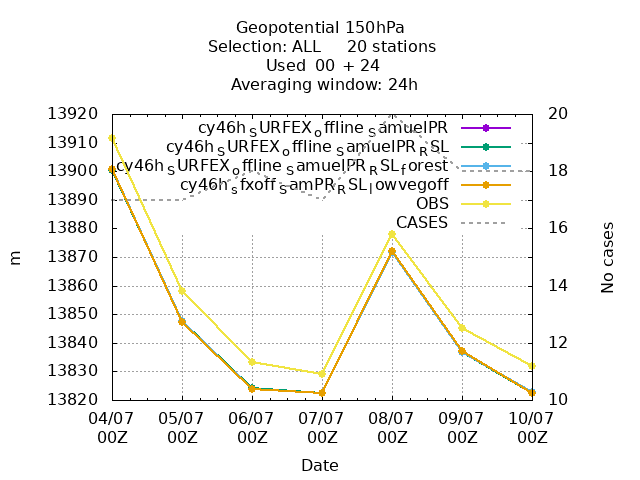 Geopotential 150hPa
Selection: ALL 20 stations
Used 00 + 24
Averaging window: 24h
13920
13910
13900
13890
13880
13870
13860
13850
13840
13830
13820
m
20
18
16
14
12
10
No cases
cy46h_SURFEX_offline_SamuelPR
cy46h_SURFEX_offline_SamuelPR_RSL
cy46h_SURFEX_offline_SamuelPR_RSL_forest
cy46h_sfxoff_SamPR_RSL_lowvegoff
OBS
CASES
04/07 05/07 06/07 07/07 08/07 09/07 10/07
00Z 00Z 00Z 00Z 00Z 00Z 00Z
Date